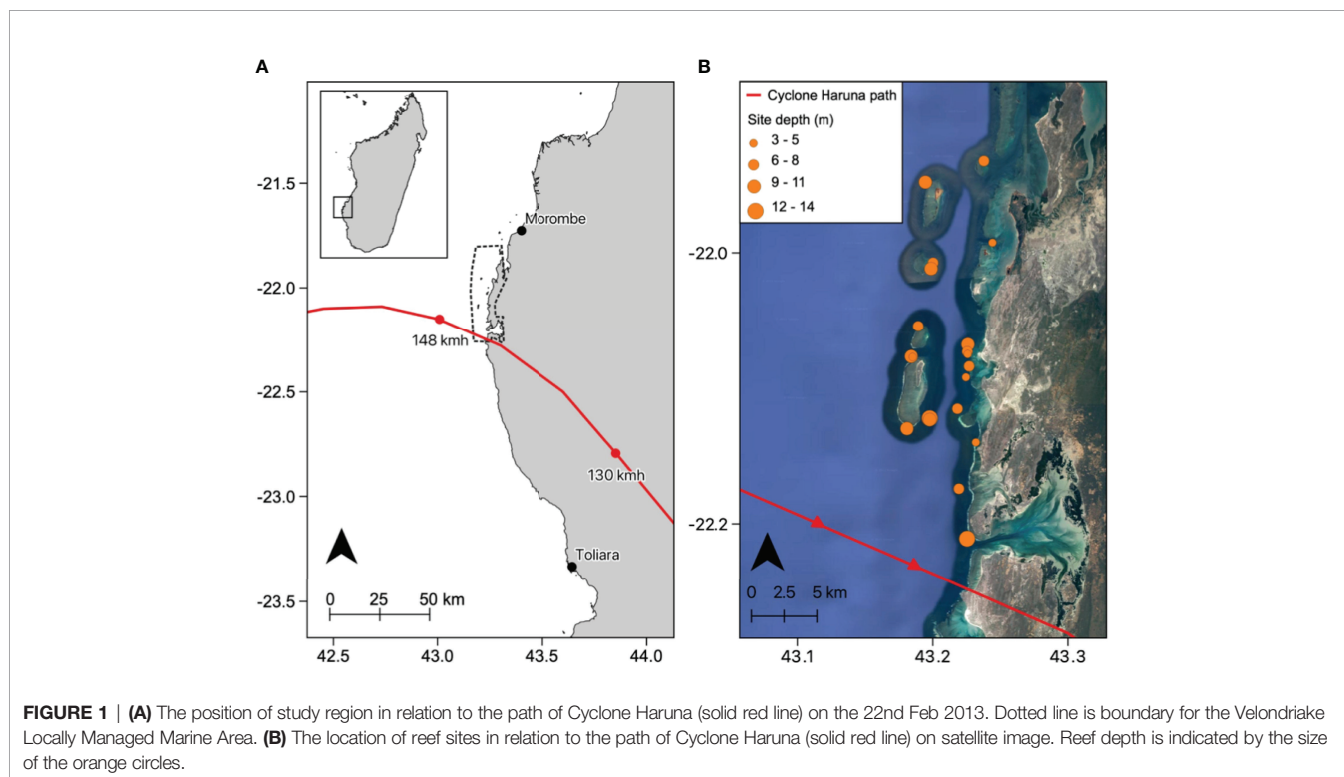 A
Morombe
148 kmh
130 kmh
Toliara
0 25 50 km
-21.5
-22.0
-22.5
-23.0
-23.5
42.5 43.0 43.5 44.0
B
Cyclone Haruna path
Site depth (m)
3 - 5
6 - 8
9 - 11
12 - 14
-22.0
-22.2
0 2.5 5 km
43.1 43.2 43.3
FIGURE 1 | (A) The position of study region in relation to the path of Cyclone Haruna (solid red line) on the 22nd Feb 2013. Dotted line is boundary for the Velondriake
Locally Managed Marine Area. (B) The location of reef sites in relation to the path of Cyclone Haruna (solid red line) on satellite image. Reef depth is indicated by the size
of the orange circles.